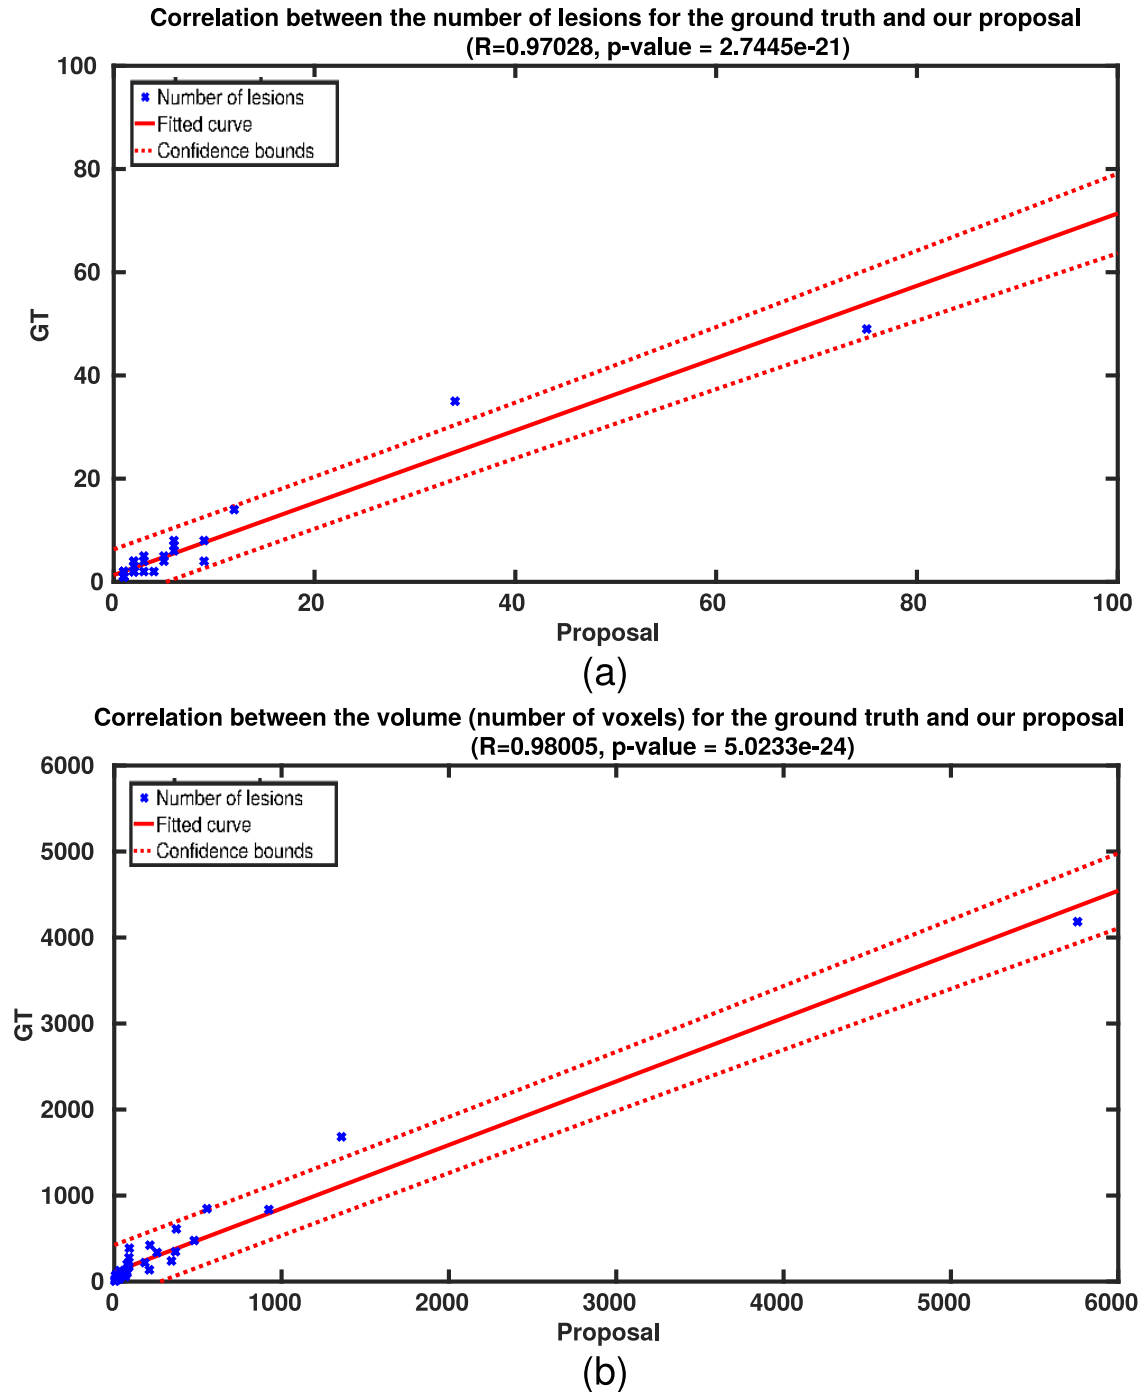 Correlation between the number of lesions for the ground truth and our proposal
(R=0.97028, p-value = 2.7445e-21)
100
80
60
40
20
0
GT
Number of lesions
Fitted curve
Confidence bounds
0 20 40 60 80 100
Proposal
(a)
Correlation between the volume (number of voxels) for the ground truth and our proposal
(R=0.98005, p-value = 5.0233e-24)
6000
5000
4000
3000
2000
1000
0
GT
Number of lesions
Fitted curve
Confidence bounds
0 1000 2000 3000 4000 5000 6000
Proposal
(b)